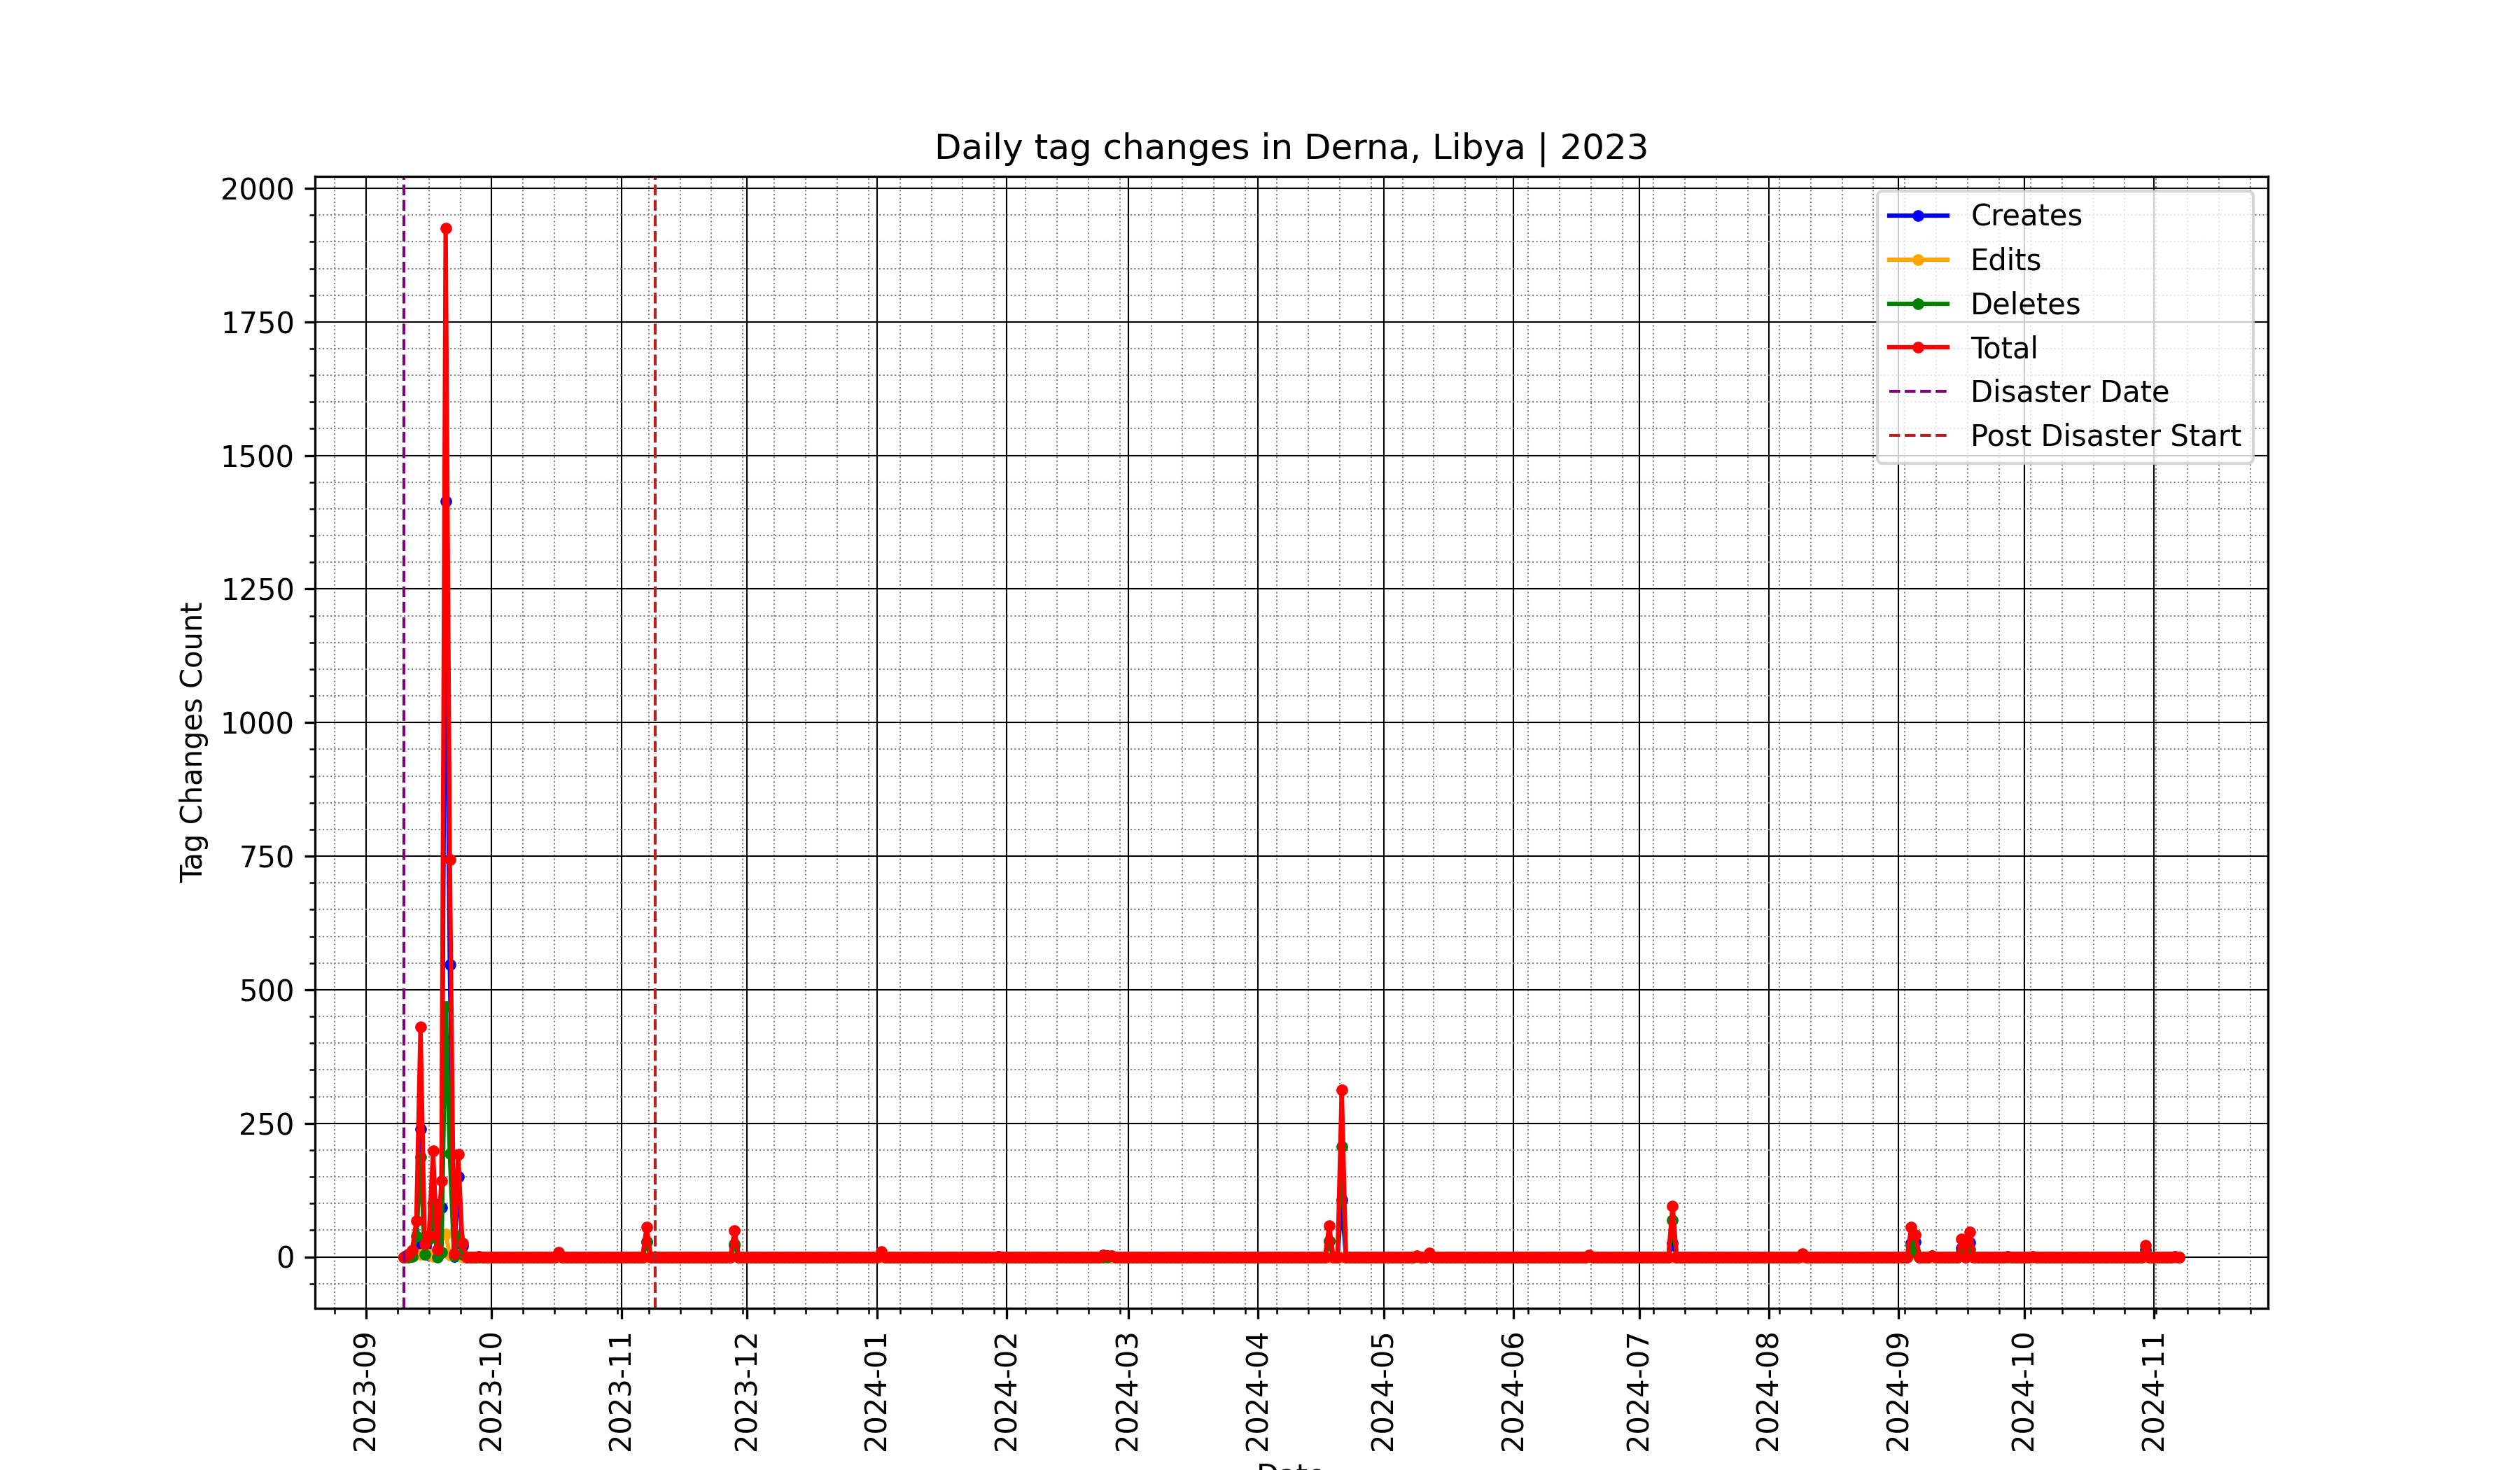 Daily tag changes in Derna, Libya | 2023
Tag Changes Count
2000
1750
1500
1250
1000
750
500
250
0
Creates
Edits
Deletes
Total
Disaster Date
Post Disaster Start
2023-09
2023-10
2023-11
2023-12
2024-01
2024-02
2024-03
2024-04
2024-05
2024-06
2024-07
2024-08
2024-09
2024-10
2024-11
Date